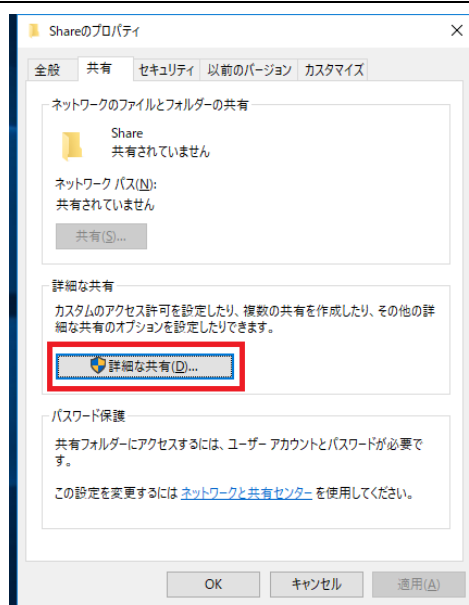 Shareのプロパティ
全般 共有 セキュリティ 以前のバージョン カスタマイズ
ネットワークのファイルとフォルダーの共有
Share
共有されていません
ネットワーク パス(N):
共有されていません
共有(S)...
詳細な共有
カスタムのアクセス許可を設定したり、複数の共有を作成したり、その他の詳
細な共有のオプションを設定したりできます。
詳細な共有(D)...
パスワード保護
共有フォルダーにアクセスするには、ユーザー アカウントとパスワードが必要で
す。
この設定を変更するには ネットワークと共有センター を使用してください。
OK キャンセル 適用(A)